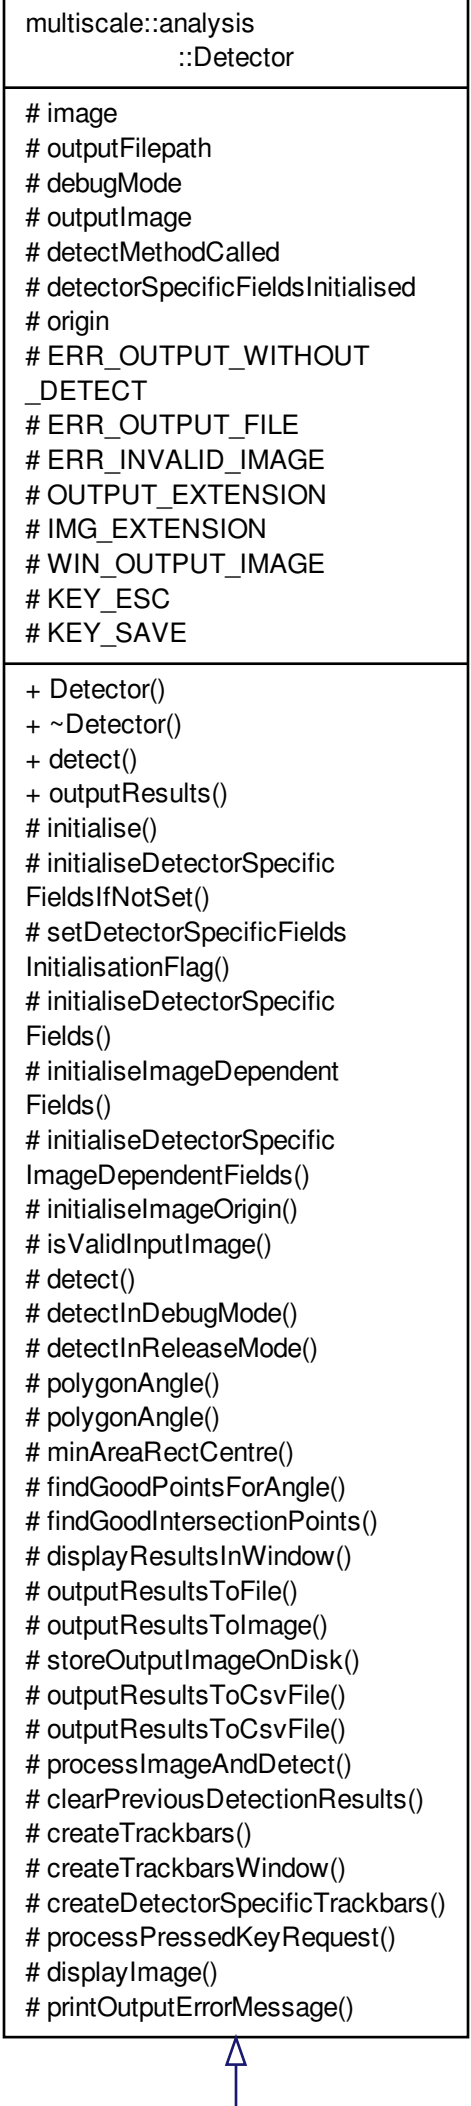 multiscale::analysis
::Detector
# image
# outputFilepath
# debugMode
# outputImage
# detectMethodCalled
# detectorSpecificFieldsInitialised
# origin
# ERR_OUTPUT_WITHOUT
_DETECT
# ERR_OUTPUT_FILE
# ERR_INVALID_IMAGE
# OUTPUT_EXTENSION
# IMG_EXTENSION
# WIN_OUTPUT_IMAGE
# KEY_ESC
# KEY_SAVE
+ Detector()
+ ~Detector()
+ detect()
+ outputResults()
# initialise()
# initialiseDetectorSpecific
FieldsIfNotSet()
# setDetectorSpecificFields
InitialisationFlag()
# initialiseDetectorSpecific
Fields()
# initialiseImageDependent
Fields()
# initialiseDetectorSpecific
ImageDependentFields()
# initialiseImageOrigin()
# isValidInputImage()
# detect()
# detectInDebugMode()
# detectInReleaseMode()
# polygonAngle()
# polygonAngle()
# minAreaRectCentre()
# findGoodPointsForAngle()
# findGoodIntersectionPoints()
# displayResultsInWindow()
# outputResultsToFile()
# outputResultsToImage()
# storeOutputImageOnDisk()
# outputResultsToCsvFile()
# outputResultsToCsvFile()
# processImageAndDetect()
# clearPreviousDetectionResults()
# createTrackbars()
# createTrackbarsWindow()
# createDetectorSpecificTrackbars()
# processPressedKeyRequest()
# displayImage()
# printOutputErrorMessage()